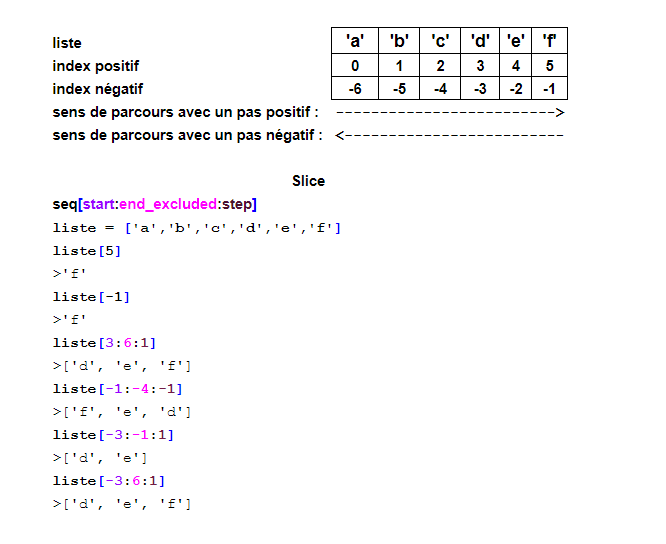 liste 'a' 'b' 'c' 'd' 'e' 'f'
index positif 0 1 2 3 4 5
index négatif -6 -5 -4 -3 -2 -1
sens de parcours avec un pas positif : ------------------------->
sens de parcours avec un pas négatif : <-------------------------
Slice
seq[start:end_excluded:step]
liste = ['a','b','c','d','e','f']
liste[5]
>'f'
liste[-1]
>'f'
liste[3:6:1]
>['d', 'e', 'f']
liste[-1:-4:-1]
>['f', 'e', 'd']
liste[-3:-1:1]
>['d', 'e']
liste[-3:6:1]
>['d', 'e', 'f']